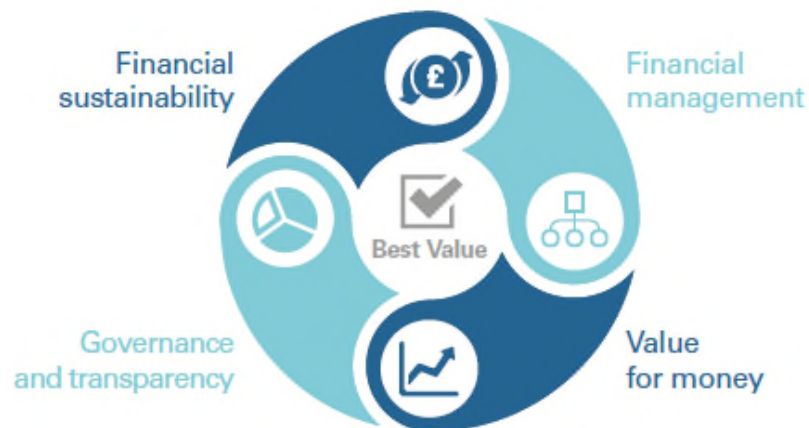 Financial
sustainability
Financial
management
£
Best Value
Governance
and transparency
Value
for money